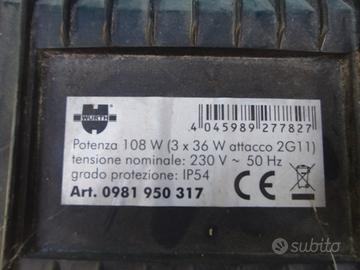 WÜRTH
4 045989 277827
Potenza 108 W (3 x 36 W attacco 2G11)
tensione nominale: 230 V ~ 50 Hz
grado protezione: IP54
Art. 0981 950 317
CE
subito